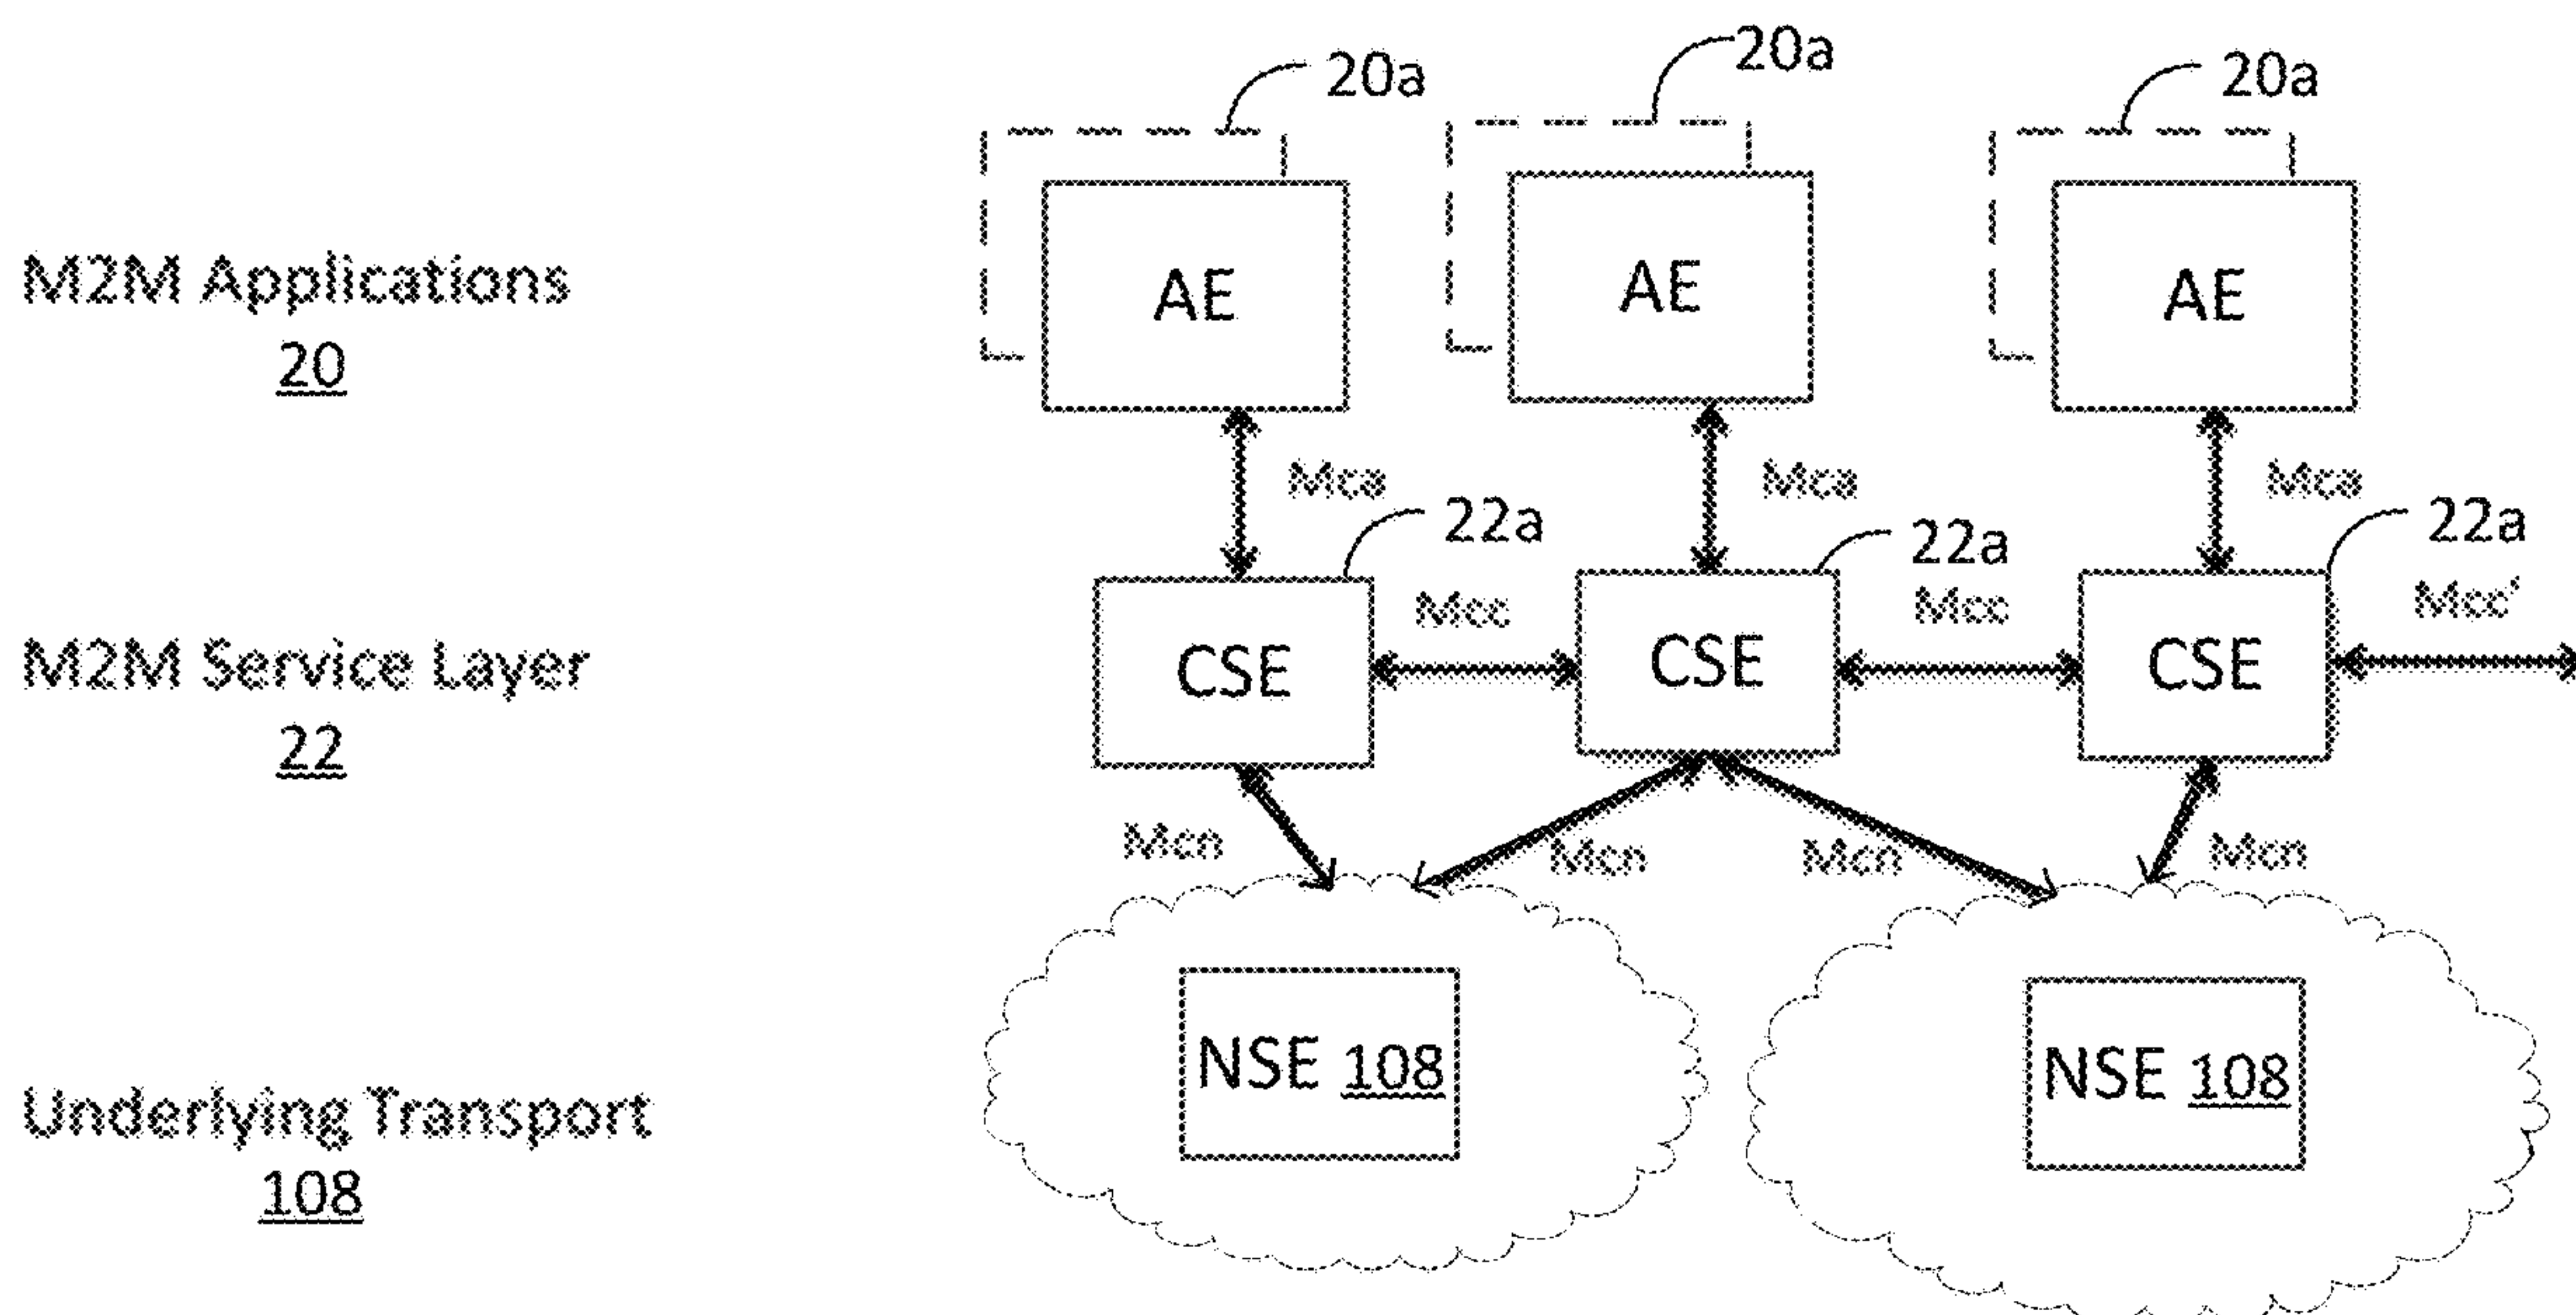 20a 20a 20a
M2M Applications
20
AE AE AE
Mca Mca Mca
22a 22a 22a
Mcc Mcc Mcc'
M2M Service Layer
22
CSE CSE CSE
Mcn Mcn Mcn Mcn
NSE 108 NSE 108
Underlying Transport
108